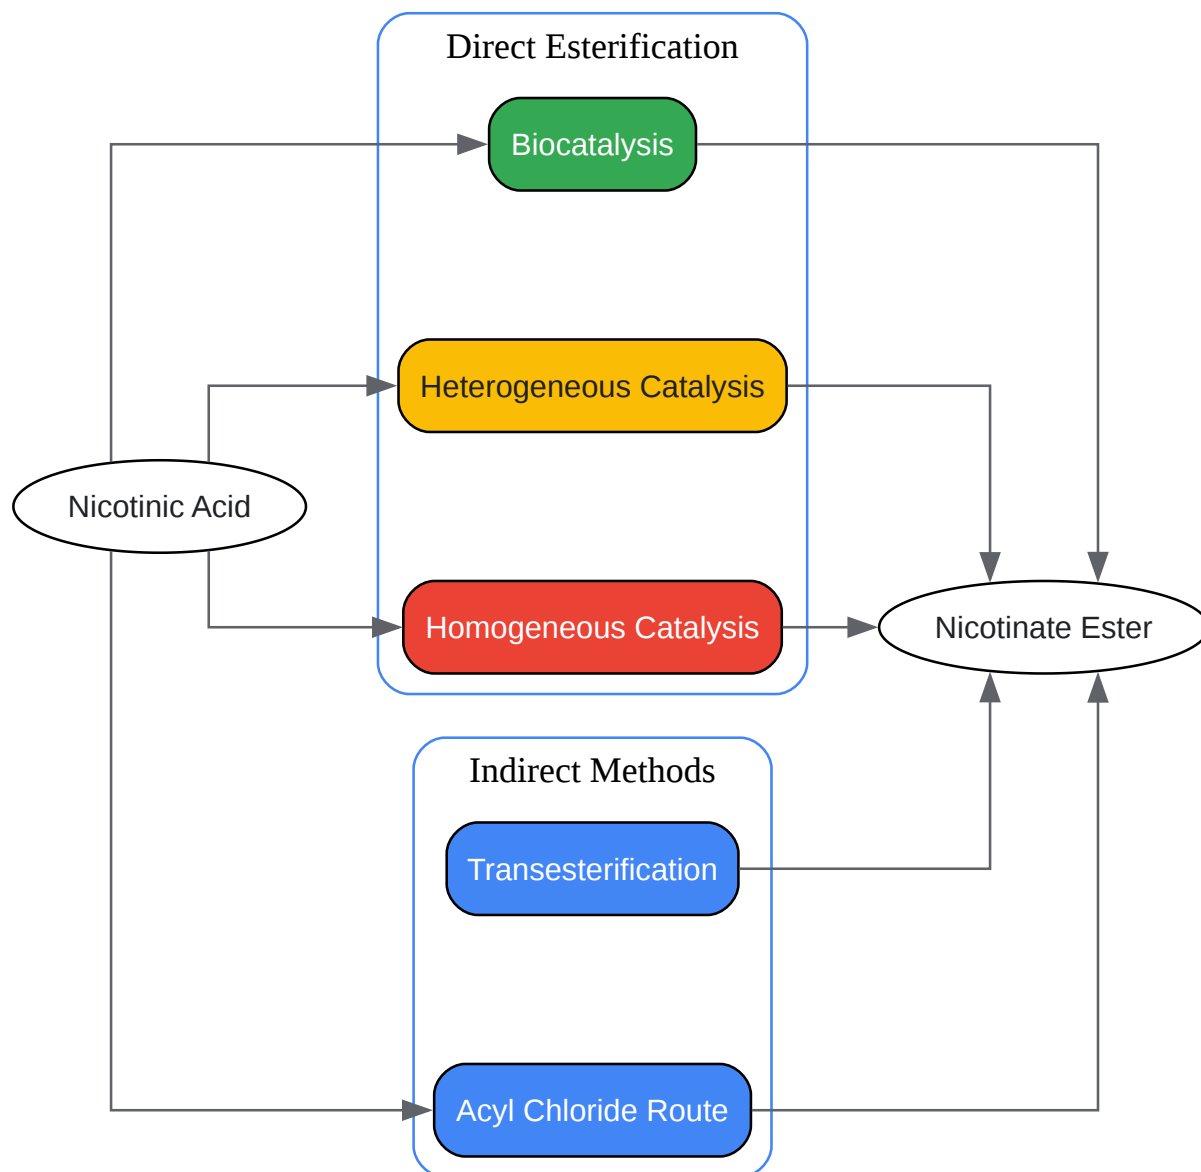 Direct Esterification
Biocatalysis
Heterogeneous Catalysis
Nicotinic Acid
Homogeneous Catalysis
Nicotinate Ester
Indirect Methods
Transesterification
Acyl Chloride Route